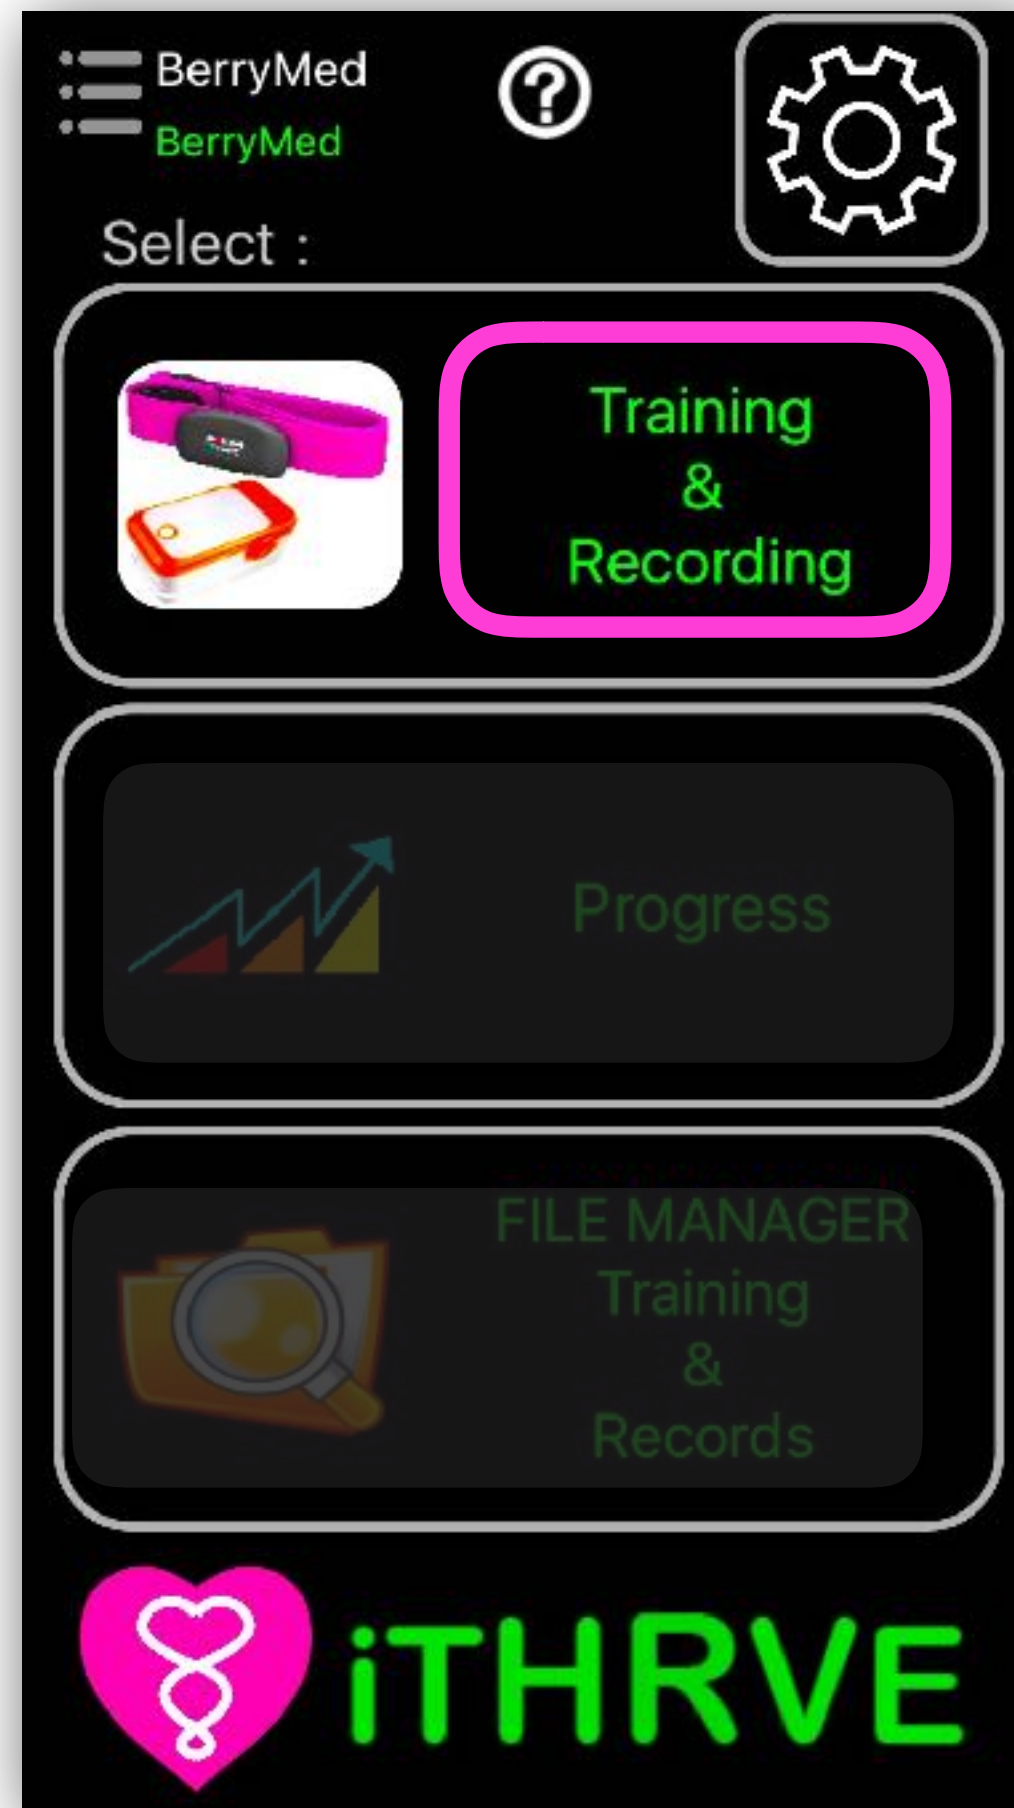 BerryMed
BerryMed
Select :
Training
&
Recording
Progress
FILE MANAGER
Training
&
Records
iTHRVE